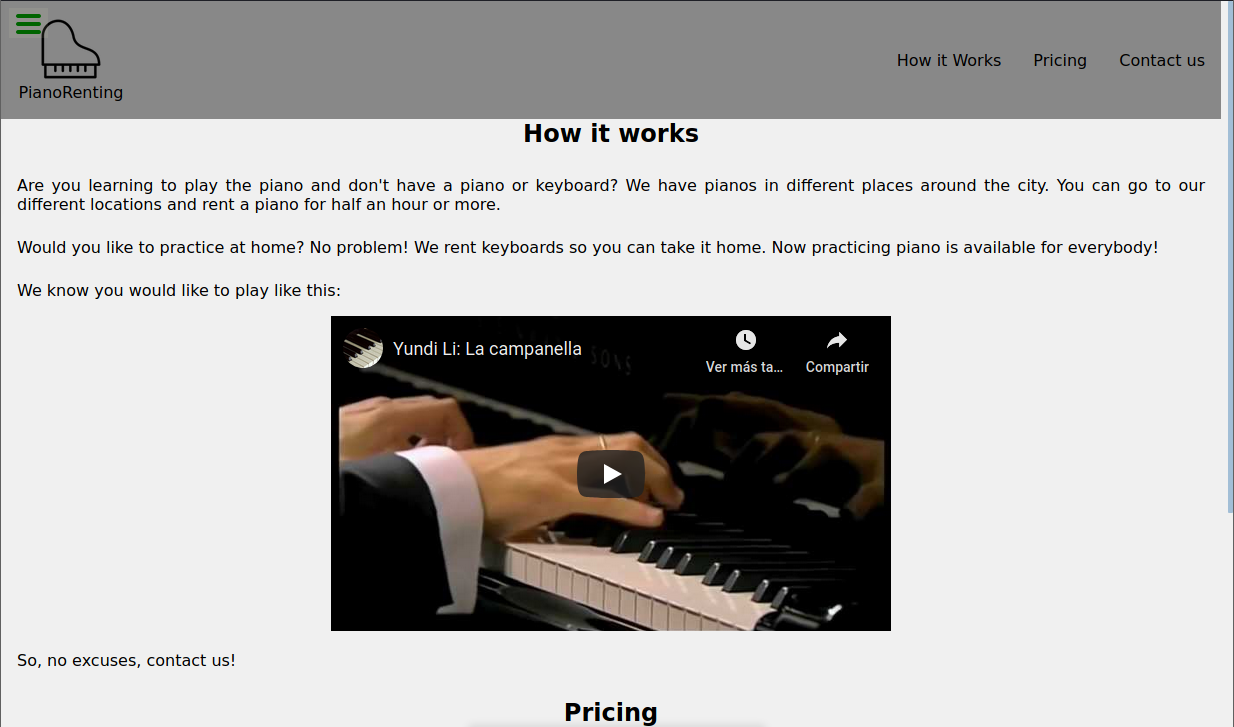 PianoRenting
How it Works Pricing Contact us
How it works
Are you learning to play the piano and don't have a piano or keyboard? We have pianos in different places around the city. You can go to our
different locations and rent a piano for half an hour or more.
Would you like to practice at home? No problem! We rent keyboards so you can take it home. Now practicing piano is available for everybody!
We know you would like to play like this:
Yundi Li: La campanella
Ver más ta...
Compartir
So, no excuses, contact us!
Pricing